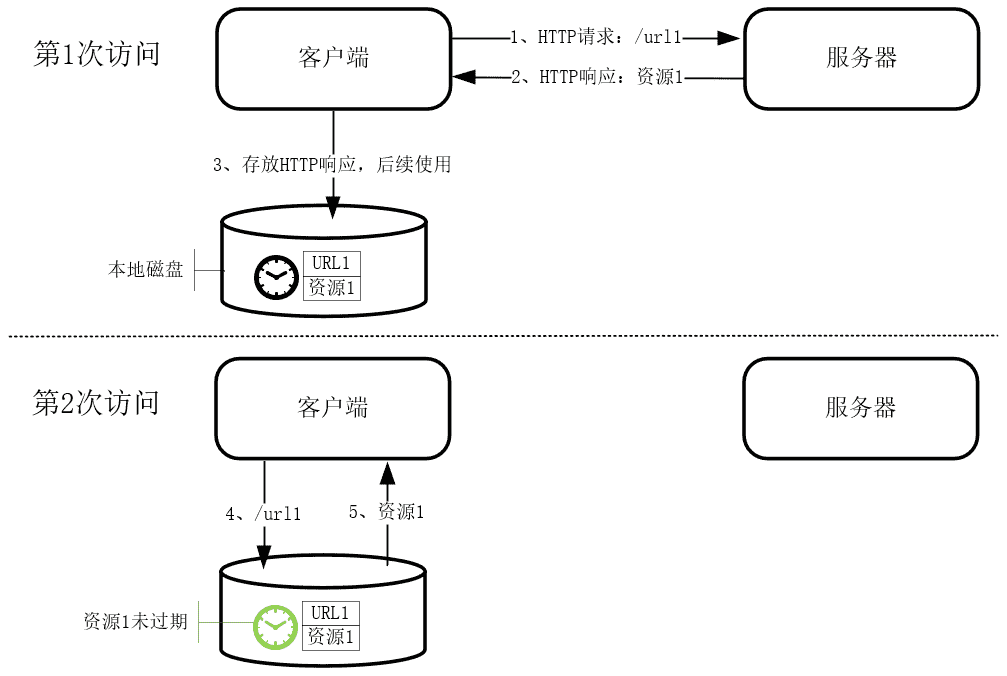 第1次访问
客户端
1、HTTP请求：/url1
服务器
2、HTTP响应：资源1
3、存放HTTP响应，后续使用
本地磁盘
URL1
资源1
第2次访问
客户端
服务器
4、/url1
5、资源1
资源1未过期
URL1
资源1